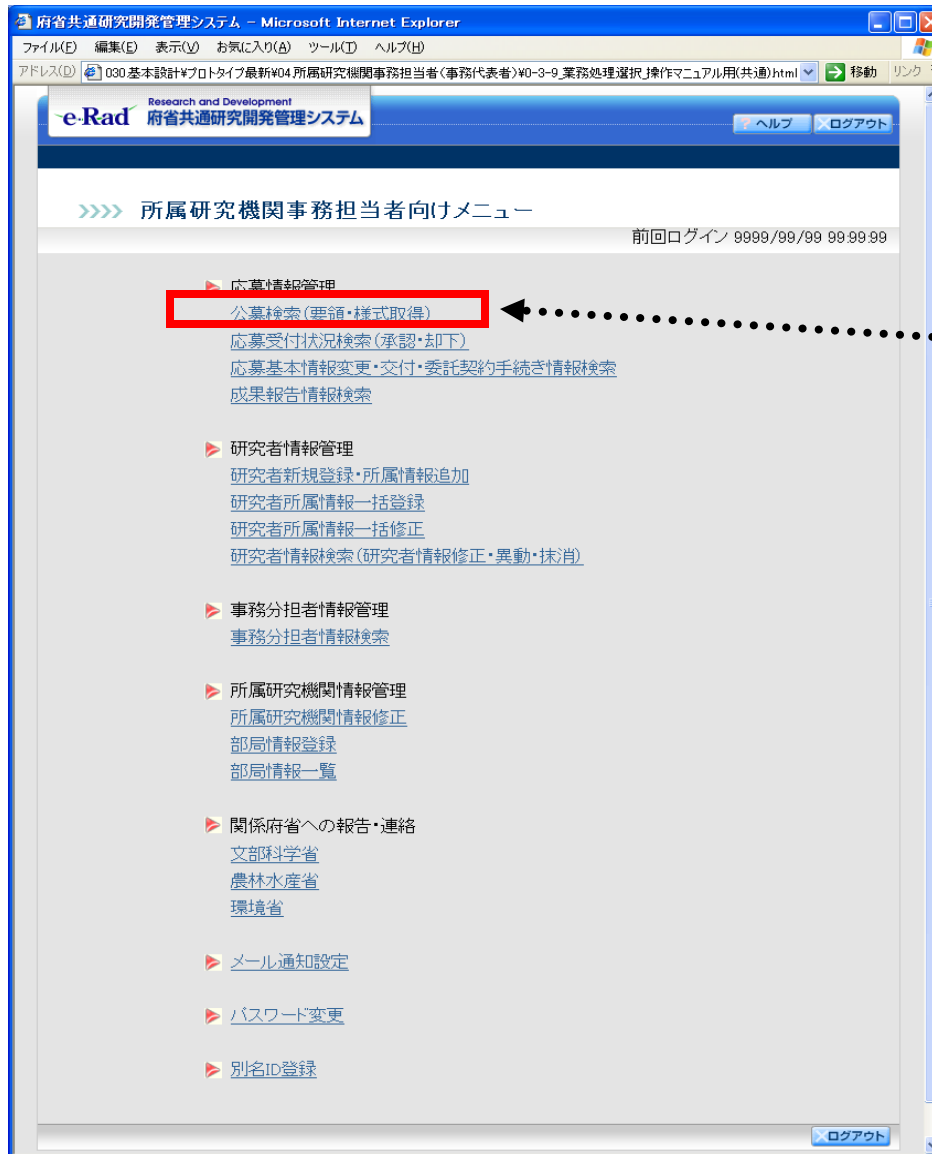 府省共通研究開発管理システム - Microsoft Internet Explorer
ファイル(F) 編集(E) 表示(V) お気に入り(A) ツール(T) ヘルプ(H)
アドレス(D) 030基本設計¥プロトタイプ最新¥04所属研究機関事務担当者(事務代表者)¥0-3-9_業務処理選択_操作マニュアル用(共通)html 移動 リンク
e-Rad Research and Development
府省共通研究開発管理システム
ヘルプ ログアウト
>>>> 所属研究機関事務担当者向けメニュー
前回ログイン 9999/99/99 99:99:99
応募情報管理
公募検索(要領・様式取得)
応募受付状況検索(承認・却下)
応募基本情報変更・交付・委託契約手続き情報検索
成果報告情報検索
研究者情報管理
研究者新規登録・所属情報追加
研究者所属情報一括登録
研究者所属情報一括修正
研究者情報検索(研究者情報修正・異動・抹消)
事務分担者情報管理
事務分担者情報検索
所属研究機関情報管理
所属研究機関情報修正
部局情報登録
部局情報一覧
関係府省への報告・連絡
文部科学省
農林水産省
環境省
メール通知設定
パスワード変更
別名ID登録
ログアウト